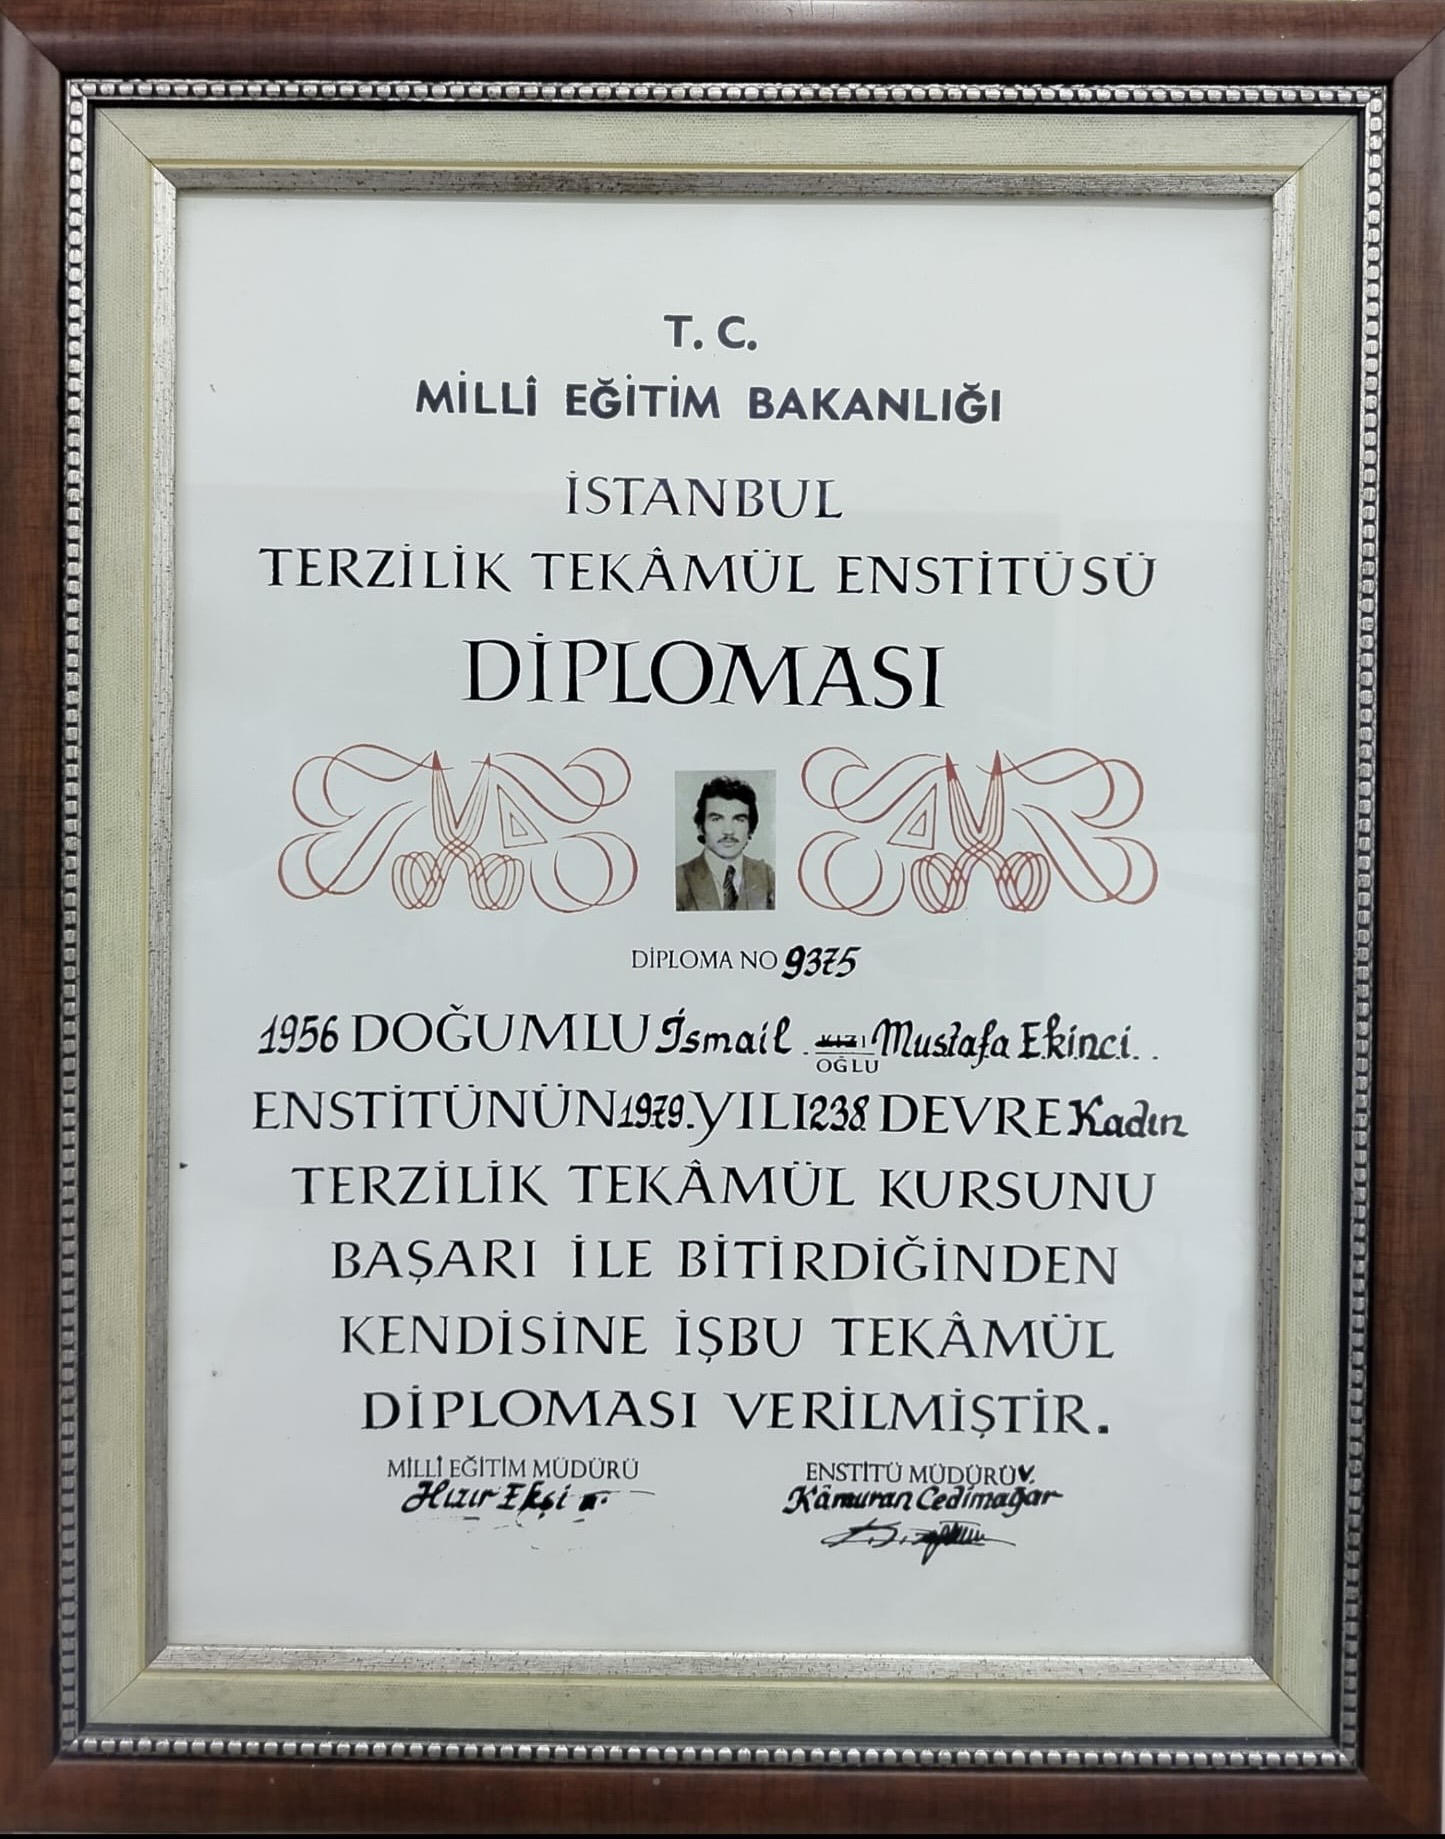 T. C.
MİLLÎ EĞİTİM BAKANLIĞI
İSTANBUL
TERZİLİK TEKÂMÜL ENSTİTÜSÜ
DİPLOMASI
DİPLOMA NO 9375
1956 DOĞUMLU İsmail KIZI OĞLU Mustafa Ekinci
ENSTİTÜNÜN 1979. YILI 238 DEVRE Kadın
TERZİLİK TEKÂMÜL KURSUNU
BAŞARI İLE BİTİRDİĞİNDEN
KENDİSİNE İŞBU TEKÂMÜL
DİPLOMASI VERİLMİŞTİR.
MİLLÎ EĞİTİM MÜDÜRÜ
Hızır Ekşi
ENSTİTÜ MÜDÜRÜ V.
Kâmuran Cedimağar